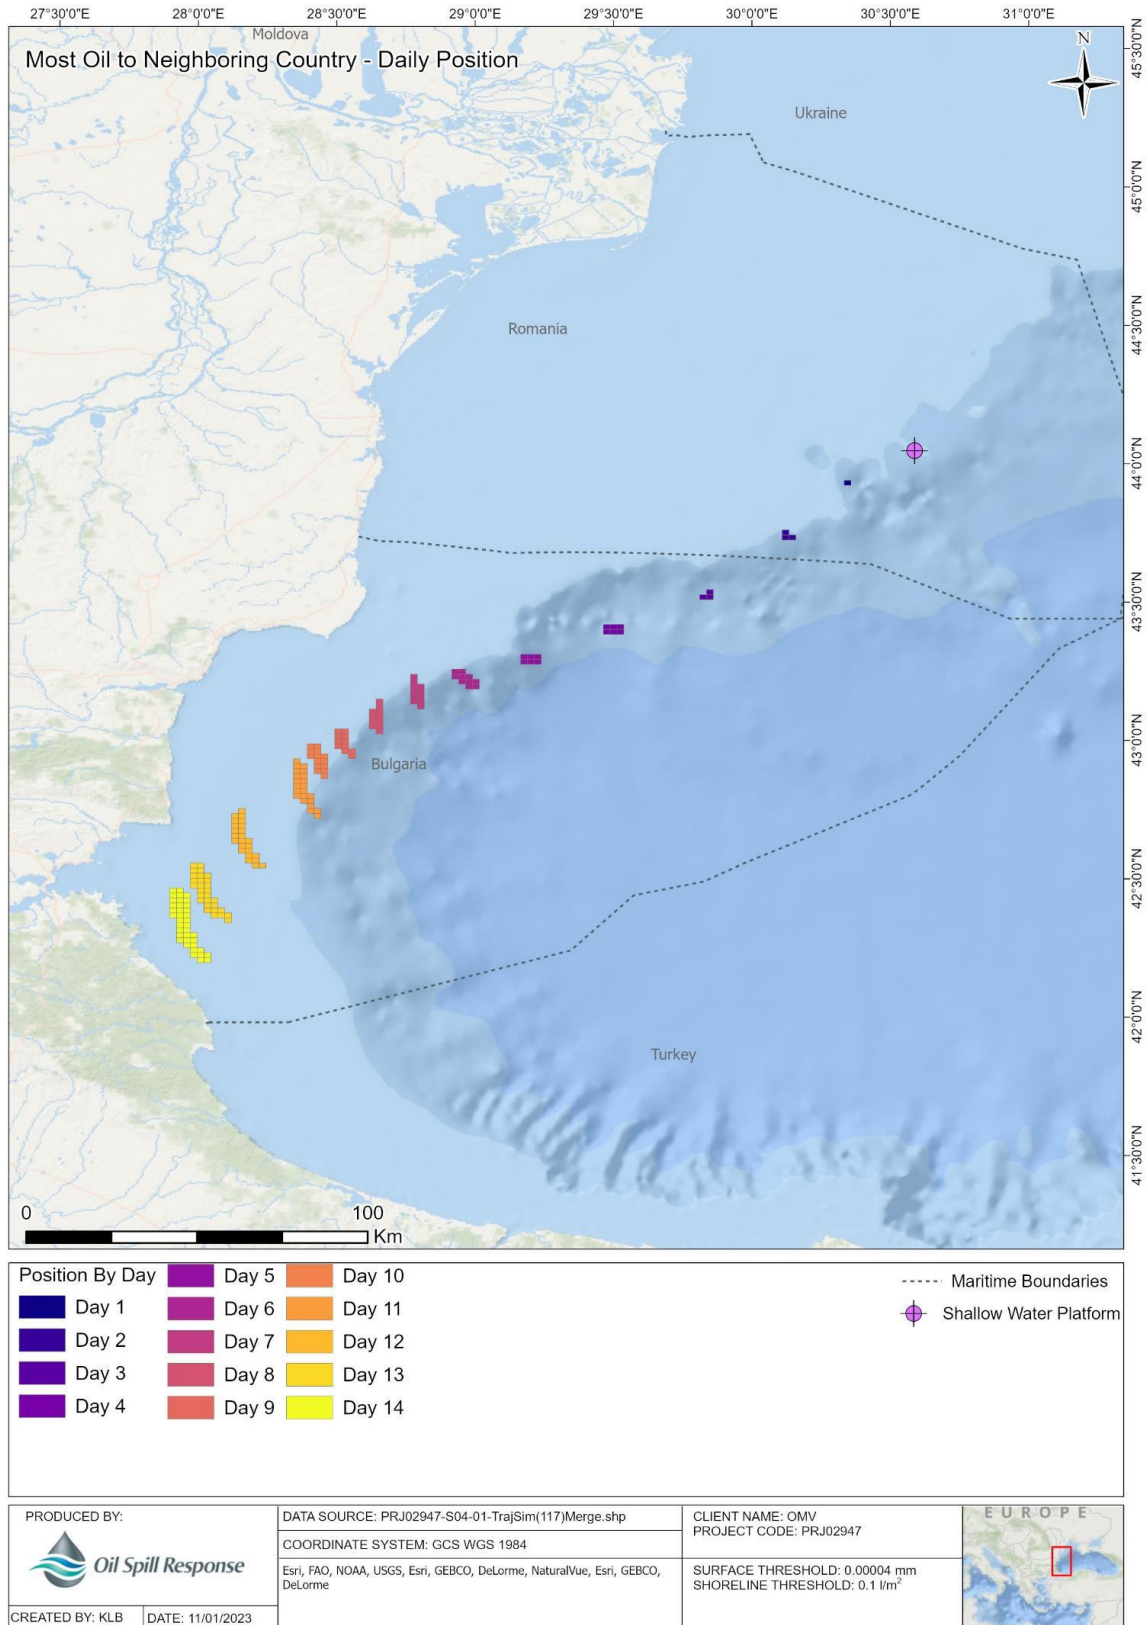 27°30'0"E 28°0'0"E 28°30'0"E 29°0'0"E 29°30'0"E 30°0'0"E 30°30'0"E 31°0'0"E
Moldova
Most Oil to Neighboring Country - Daily Position
N
45°30'0"N
Ukraine
45°0'0"N
Romania
44°30'0"N
44°0'0"N
43°30'0"N
43°0'0"N
Bulgaria
42°30'0"N
42°0'0"N
Turkey
41°30'0"N
0 100
Km
Position By Day
Day 1
Day 2
Day 3
Day 4
Day 5
Day 6
Day 7
Day 8
Day 9
Day 10
Day 11
Day 12
Day 13
Day 14
Maritime Boundaries
Shallow Water Platform
PRODUCED BY:
Oil Spill Response
CREATED BY: KLB DATE: 11/01/2023
DATA SOURCE: PRJ02947-S04-01-TrajSim(117)Merge.shp
COORDINATE SYSTEM: GCS WGS 1984
Esri, FAO, NOAA, USGS, Esri, GEBCO, DeLorme, NaturalVue, Esri, GEBCO,
DeLorme
CLIENT NAME: OMV
PROJECT CODE: PRJ02947
SURFACE THRESHOLD: 0.00004 mm
SHORELINE THRESHOLD: 0.1 l/m²
EUROPE